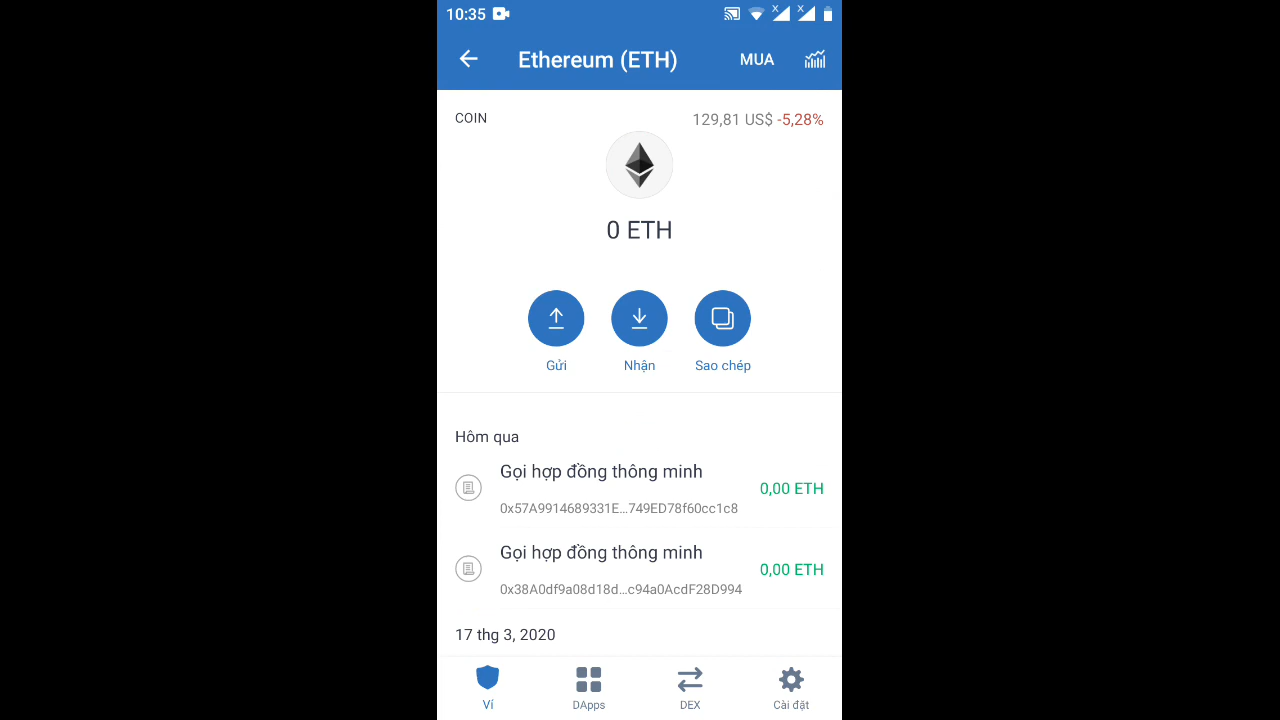 10:35
Ethereum (ETH)
MUA
COIN
129,81 US$ -5,28%
0 ETH
Gửi
Nhận
Sao chép
Hôm qua
Gọi hợp đồng thông minh
0,00 ETH
0x57A9914689331E...749ED78f60cc1c8
Gọi hợp đồng thông minh
0,00 ETH
0x38A0df9a08d18d...c94a0AcdF28D994
17 thg 3, 2020
Ví
DApps
DEX
Cài đặt